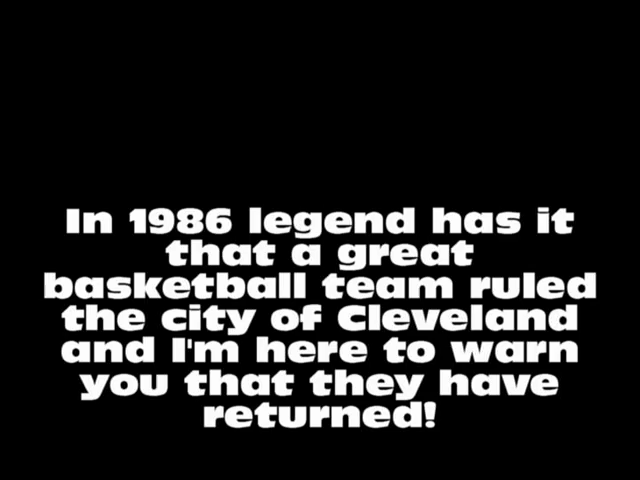 In 1986 legend has it
that a great
basketball team ruled
the city of Cleveland
and I'm here to warn
you that they have
returned!